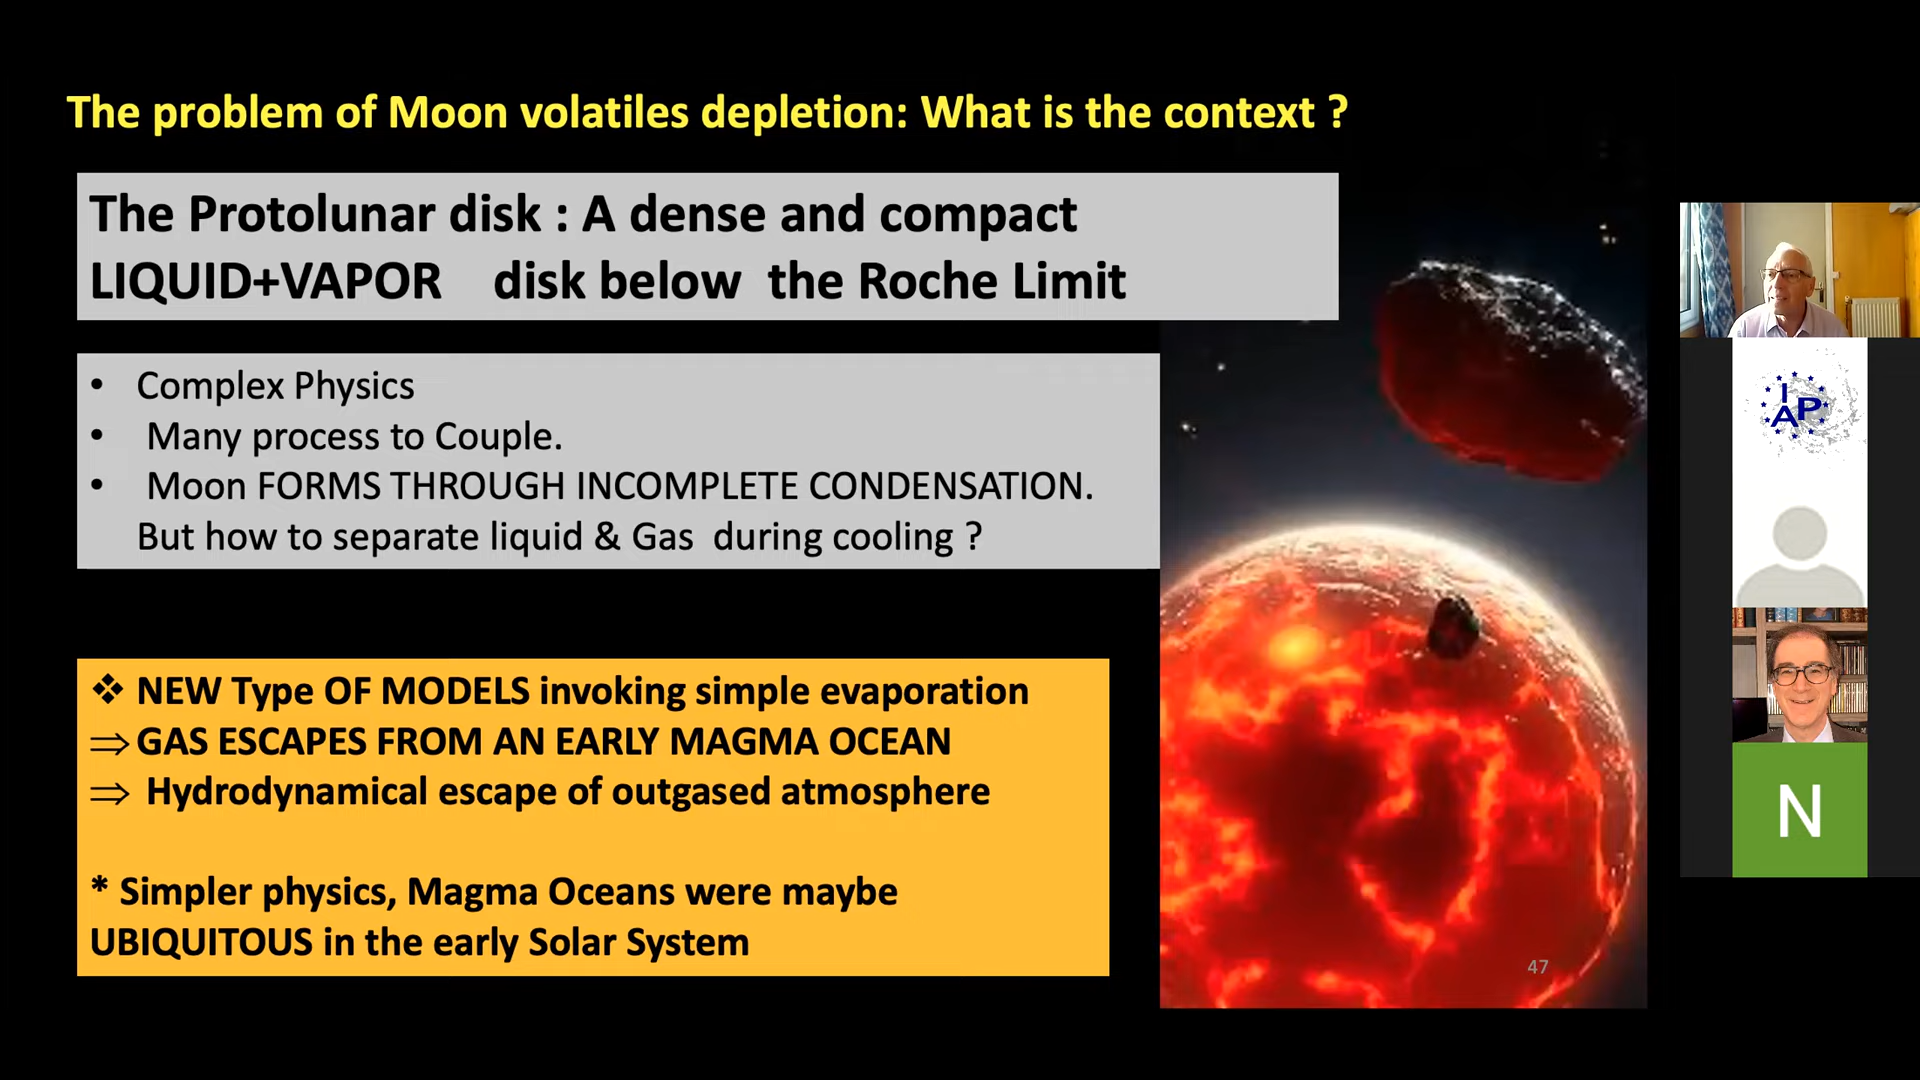 The problem of Moon volatiles depletion: What is the context ?
The Protolunar disk : A dense and compact
LIQUID+VAPOR disk below the Roche Limit
• Complex Physics
• Many process to Couple.
• Moon FORMS THROUGH INCOMPLETE CONDENSATION.
But how to separate liquid & Gas during cooling ?
❖ NEW Type OF MODELS invoking simple evaporation
⇒ GAS ESCAPES FROM AN EARLY MAGMA OCEAN
⇒ Hydrodynamical escape of outgased atmosphere
* Simpler physics, Magma Oceans were maybe
UBIQUITOUS in the early Solar System
47
I
AP
N